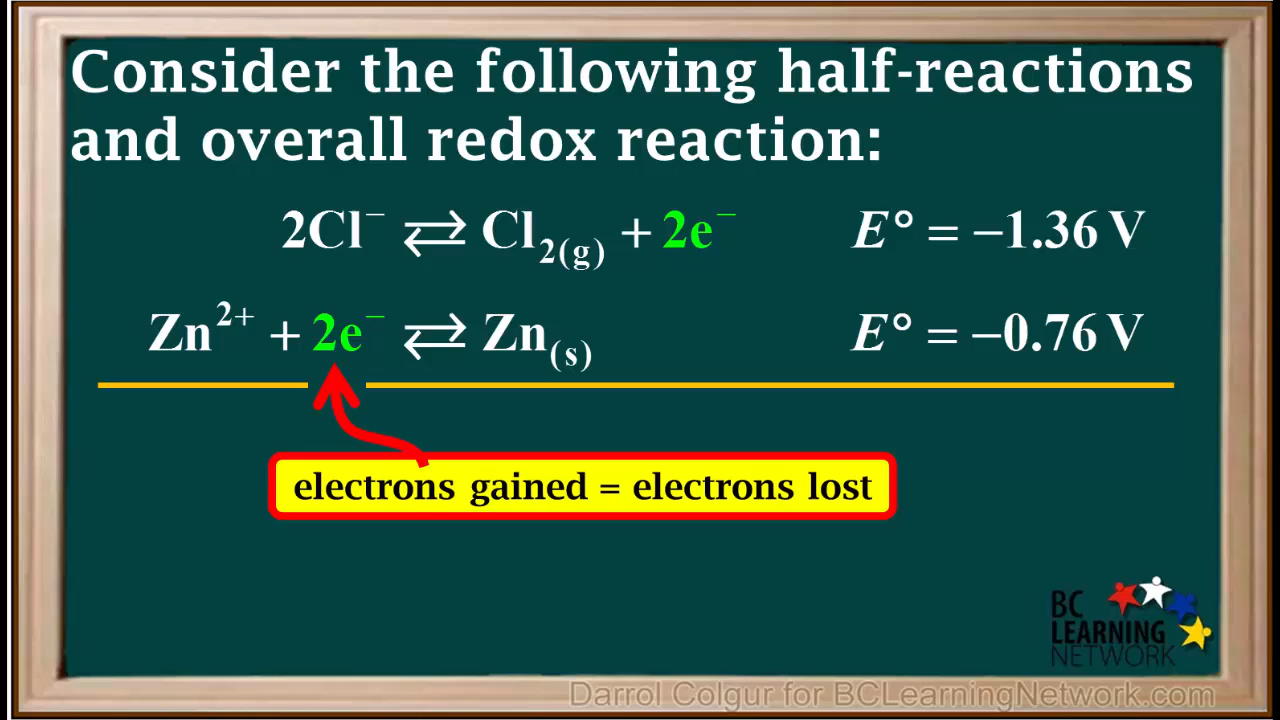 Consider the following half-reactions
and overall redox reaction:
2Cl⁻ ⇄ Cl₂(g) + 2e⁻ E° = −1.36 V
Zn²⁺ + 2e⁻ ⇄ Zn(s) E° = −0.76 V
electrons gained = electrons lost
BC
LEARNING
NETWORK
Darrol Colgur for BCLearningNetwork.com